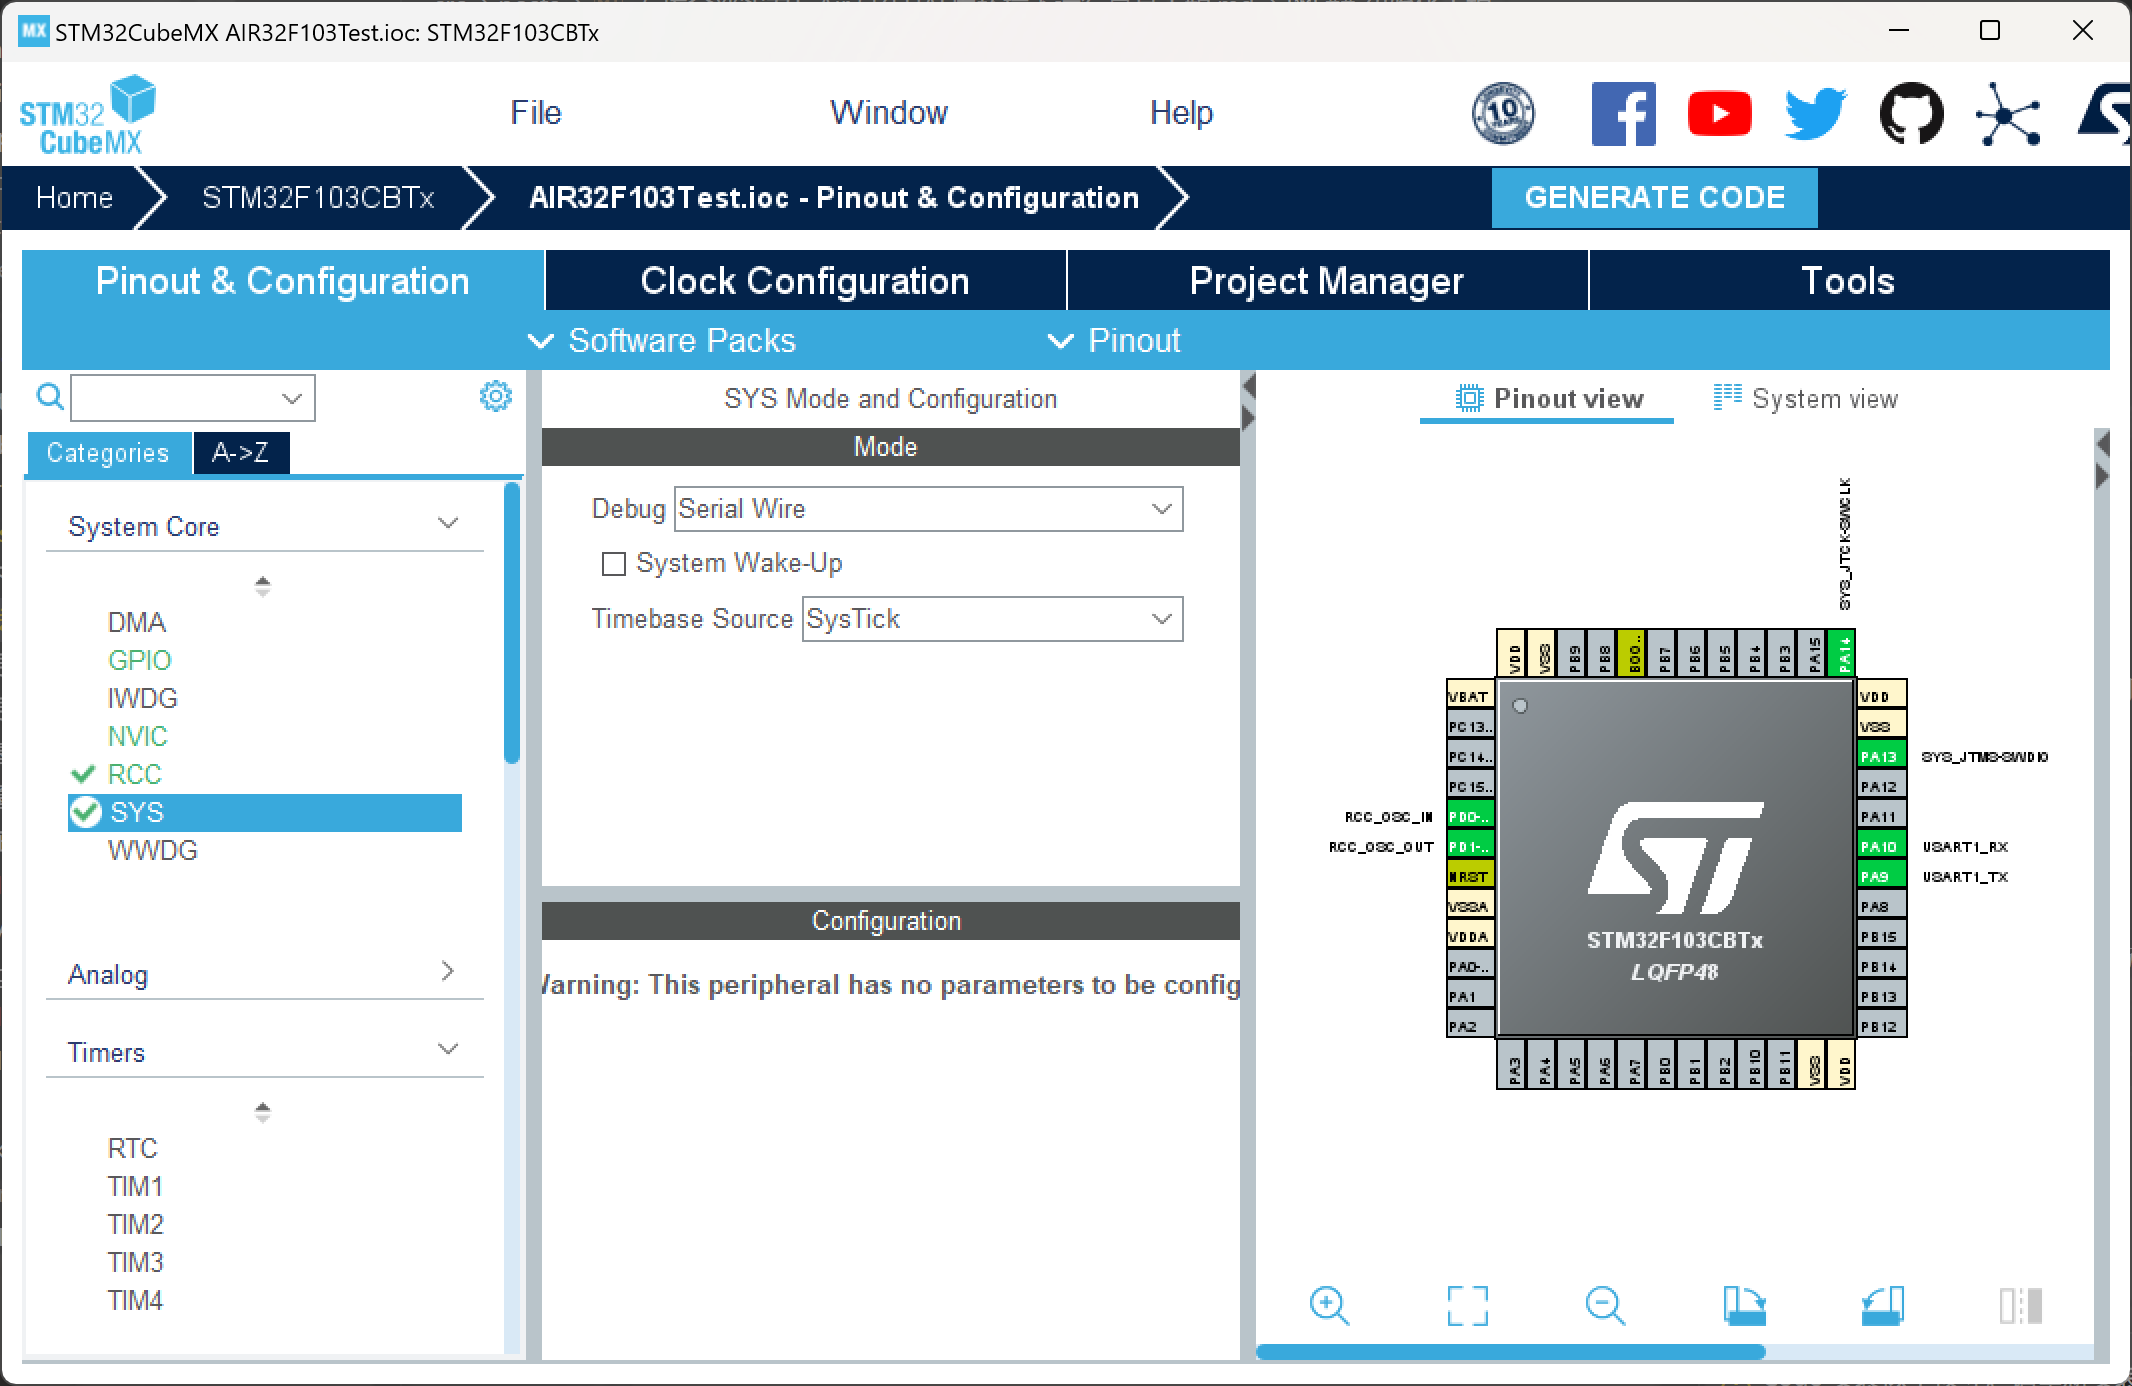 STM32CubeMX AIR32F103Test.ioc: STM32F103CBTx
STM32 CubeMX
File
Window
Help
10
Home
STM32F103CBTx
AIR32F103Test.ioc - Pinout & Configuration
GENERATE CODE
Pinout & Configuration
Clock Configuration
Project Manager
Tools
Software Packs
Pinout
Categories
A->Z
System Core
DMA
GPIO
IWDG
NVIC
RCC
SYS
WWDG
Analog
Timers
RTC
TIM1
TIM2
TIM3
TIM4
SYS Mode and Configuration
Mode
Debug Serial Wire
System Wake-Up
Timebase Source SysTick
Configuration
Warning: This peripheral has no parameters to be config
Pinout view
System view
SYS_JTCK-SWCLK
VDD
VSS
PB9
PB8
BOO..
PB7
PB6
PB5
PB4
PB3
PA15
PA14
VBAT
PC13..
PC14..
PC15..
RCC_OSC_IN PD0-..
RCC_OSC_OUT PD1-..
NRST
VSSA
VDDA
PA0-..
PA1
PA2
STM32F103CBTx
LQFP48
VDD
VSS
PA13 SYS_JTMS-SWDIO
PA12
PA11
PA10 USART1_RX
PA9 USART1_TX
PA8
PB15
PB14
PB13
PB12
PA3
PA4
PA5
PA6
PA7
PB0
PB1
PB2
PB10
PB11
VSS
VDD